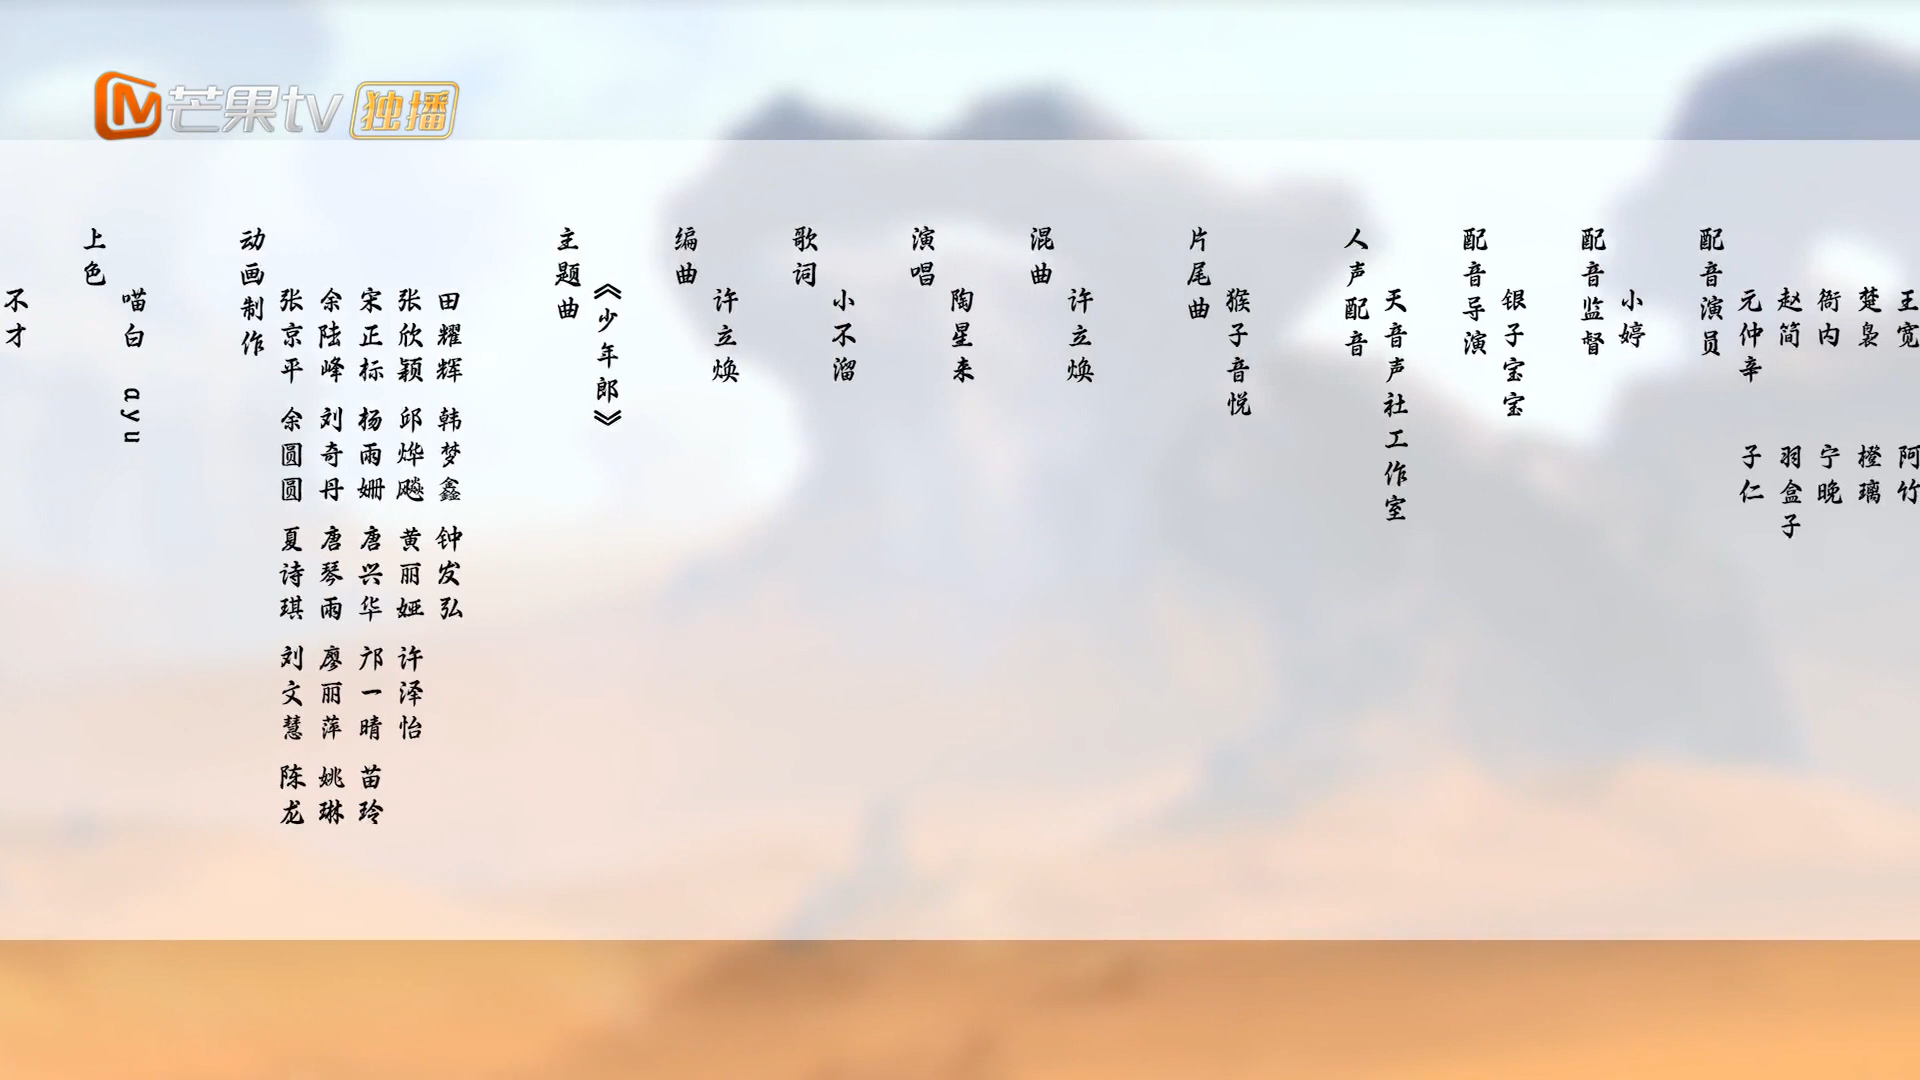 芒果tv 独播
不才
上色
喵白 ayu
动画制作
张京平 余圆圆 夏诗琪 刘文慧 陈龙
余陆峰 刘奇丹 唐琴雨 廖丽萍 姚琳
宋正标 杨雨姗 唐兴华 邝一晴 苗玲
张欣颖 邱烨飚 黄丽娅 许泽怡
田耀辉 韩梦鑫 钟发弘
主题曲
《少年郎》
编曲
许立焕
歌词
小不溜
演唱
陶星来
混曲
许立焕
片尾曲
猴子音悦
人声配音
天音声社工作室
配音导演
银子宝宝
配音监督
小婷
配音演员
元仲辛 子仁
赵简 羽盒子
衙内 宁晚
楚袅 橙璃
王宽 阿竹